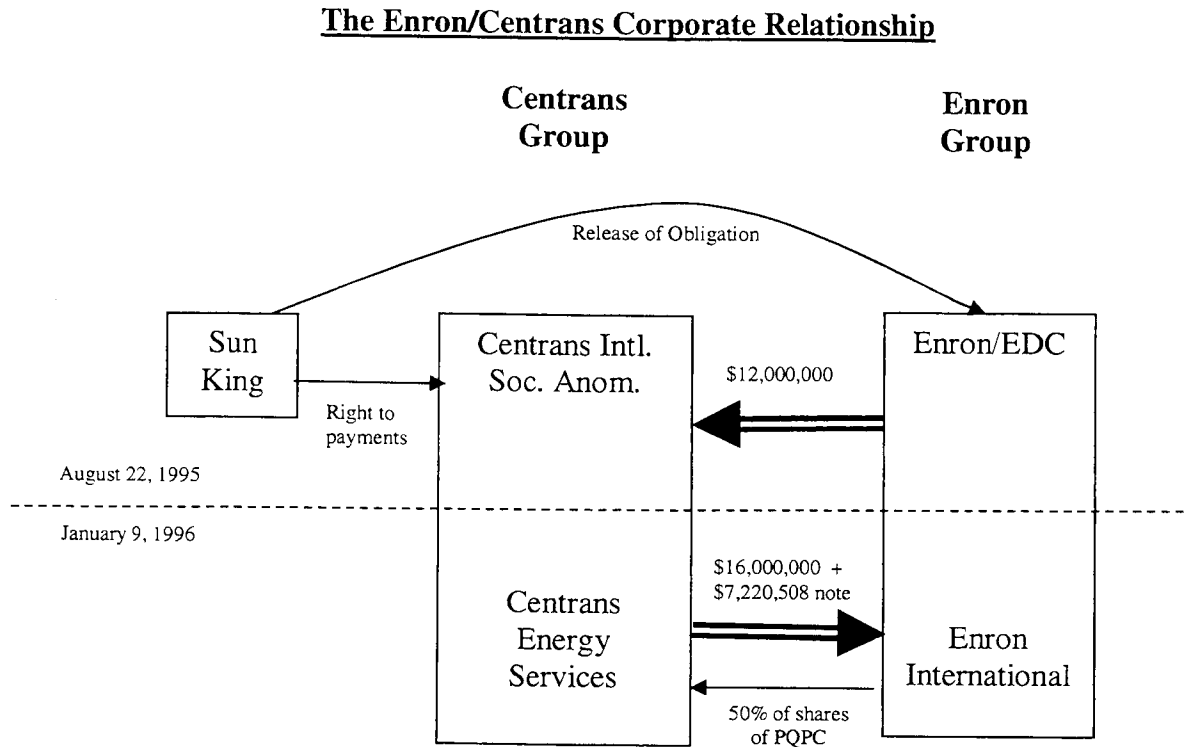 The Enron/Centrans Corporate Relationship
Centrans
Group
Enron
Group
Release of Obligation
Sun
King
Centrans Intl.
Soc. Anom.
Enron/EDC
$12,000,000
Right to
payments
August 22, 1995
January 9, 1996
$16,000,000 +
$7,220,508 note
Centrans
Energy
Services
Enron
International
50% of shares
of PQPC